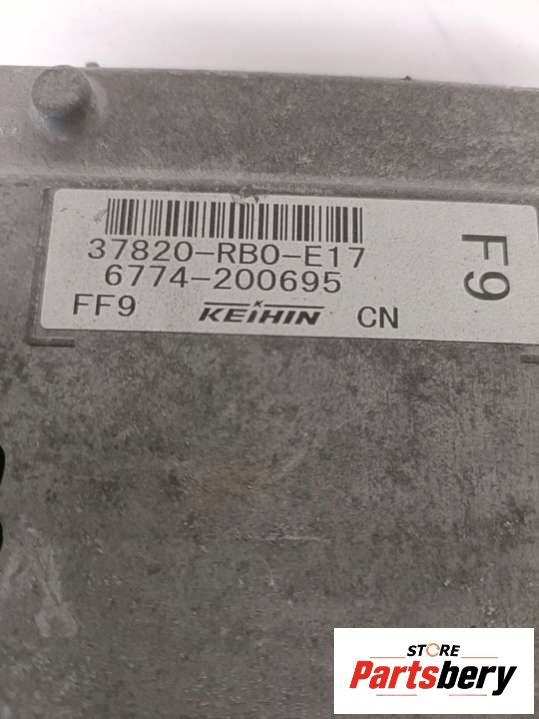 37820-RB0-E17
6774-200695
FF9 KEIHIN CN
F9
STORE
Partsbery